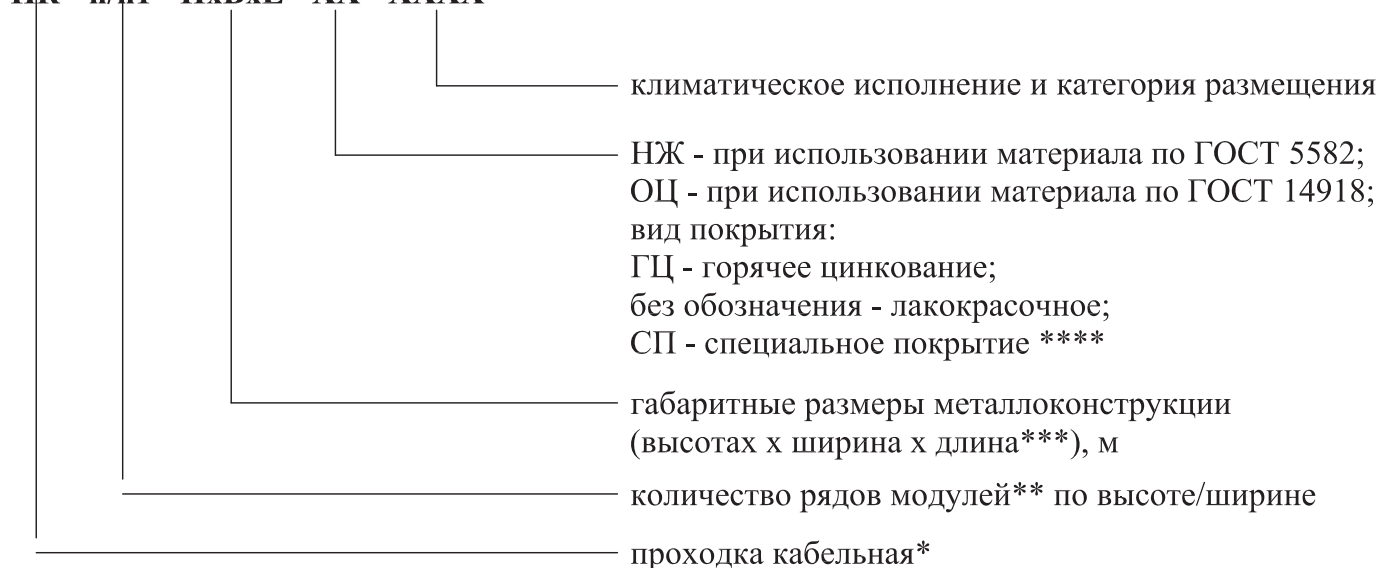 климатическое исполнение и категория размещения
НЖ - при использовании материала по ГОСТ 5582;
ОЦ - при использовании материала по ГОСТ 14918;
вид покрытия:
ГЦ - горячее цинкование;
без обозначения - лакокрасочное;
СП - специальное покрытие ****
габаритные размеры металлоконструкции
(высотах х ширина х длина***), м
количество рядов модулей** по высоте/ширине
проходка кабельная*